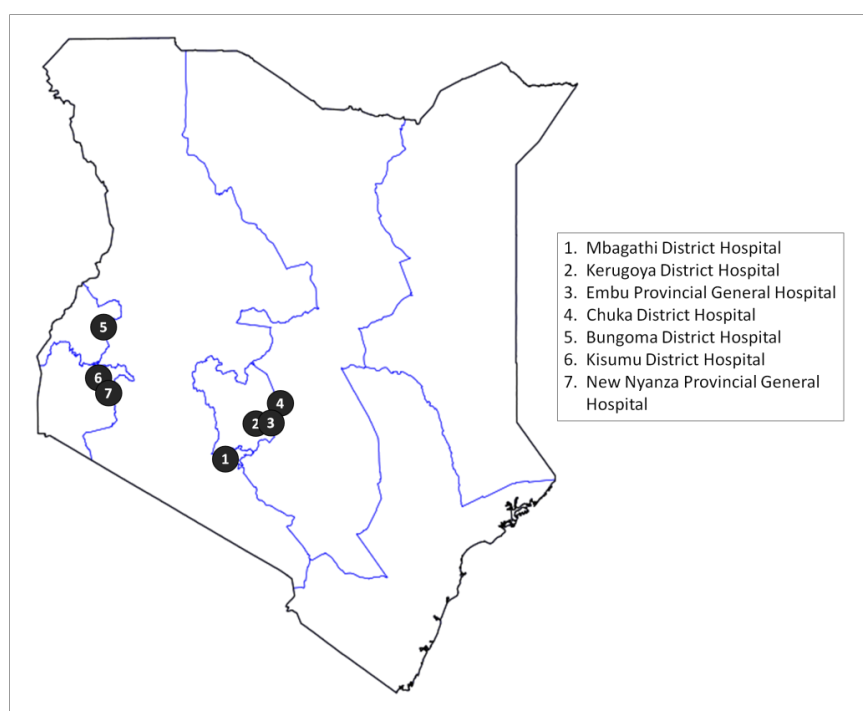 5
6
7
4
2
3
1
1. Mbagathi District Hospital
2. Kerugoya District Hospital
3. Embu Provincial General Hospital
4. Chuka District Hospital
5. Bungoma District Hospital
6. Kisumu District Hospital
7. New Nyanza Provincial General
Hospital